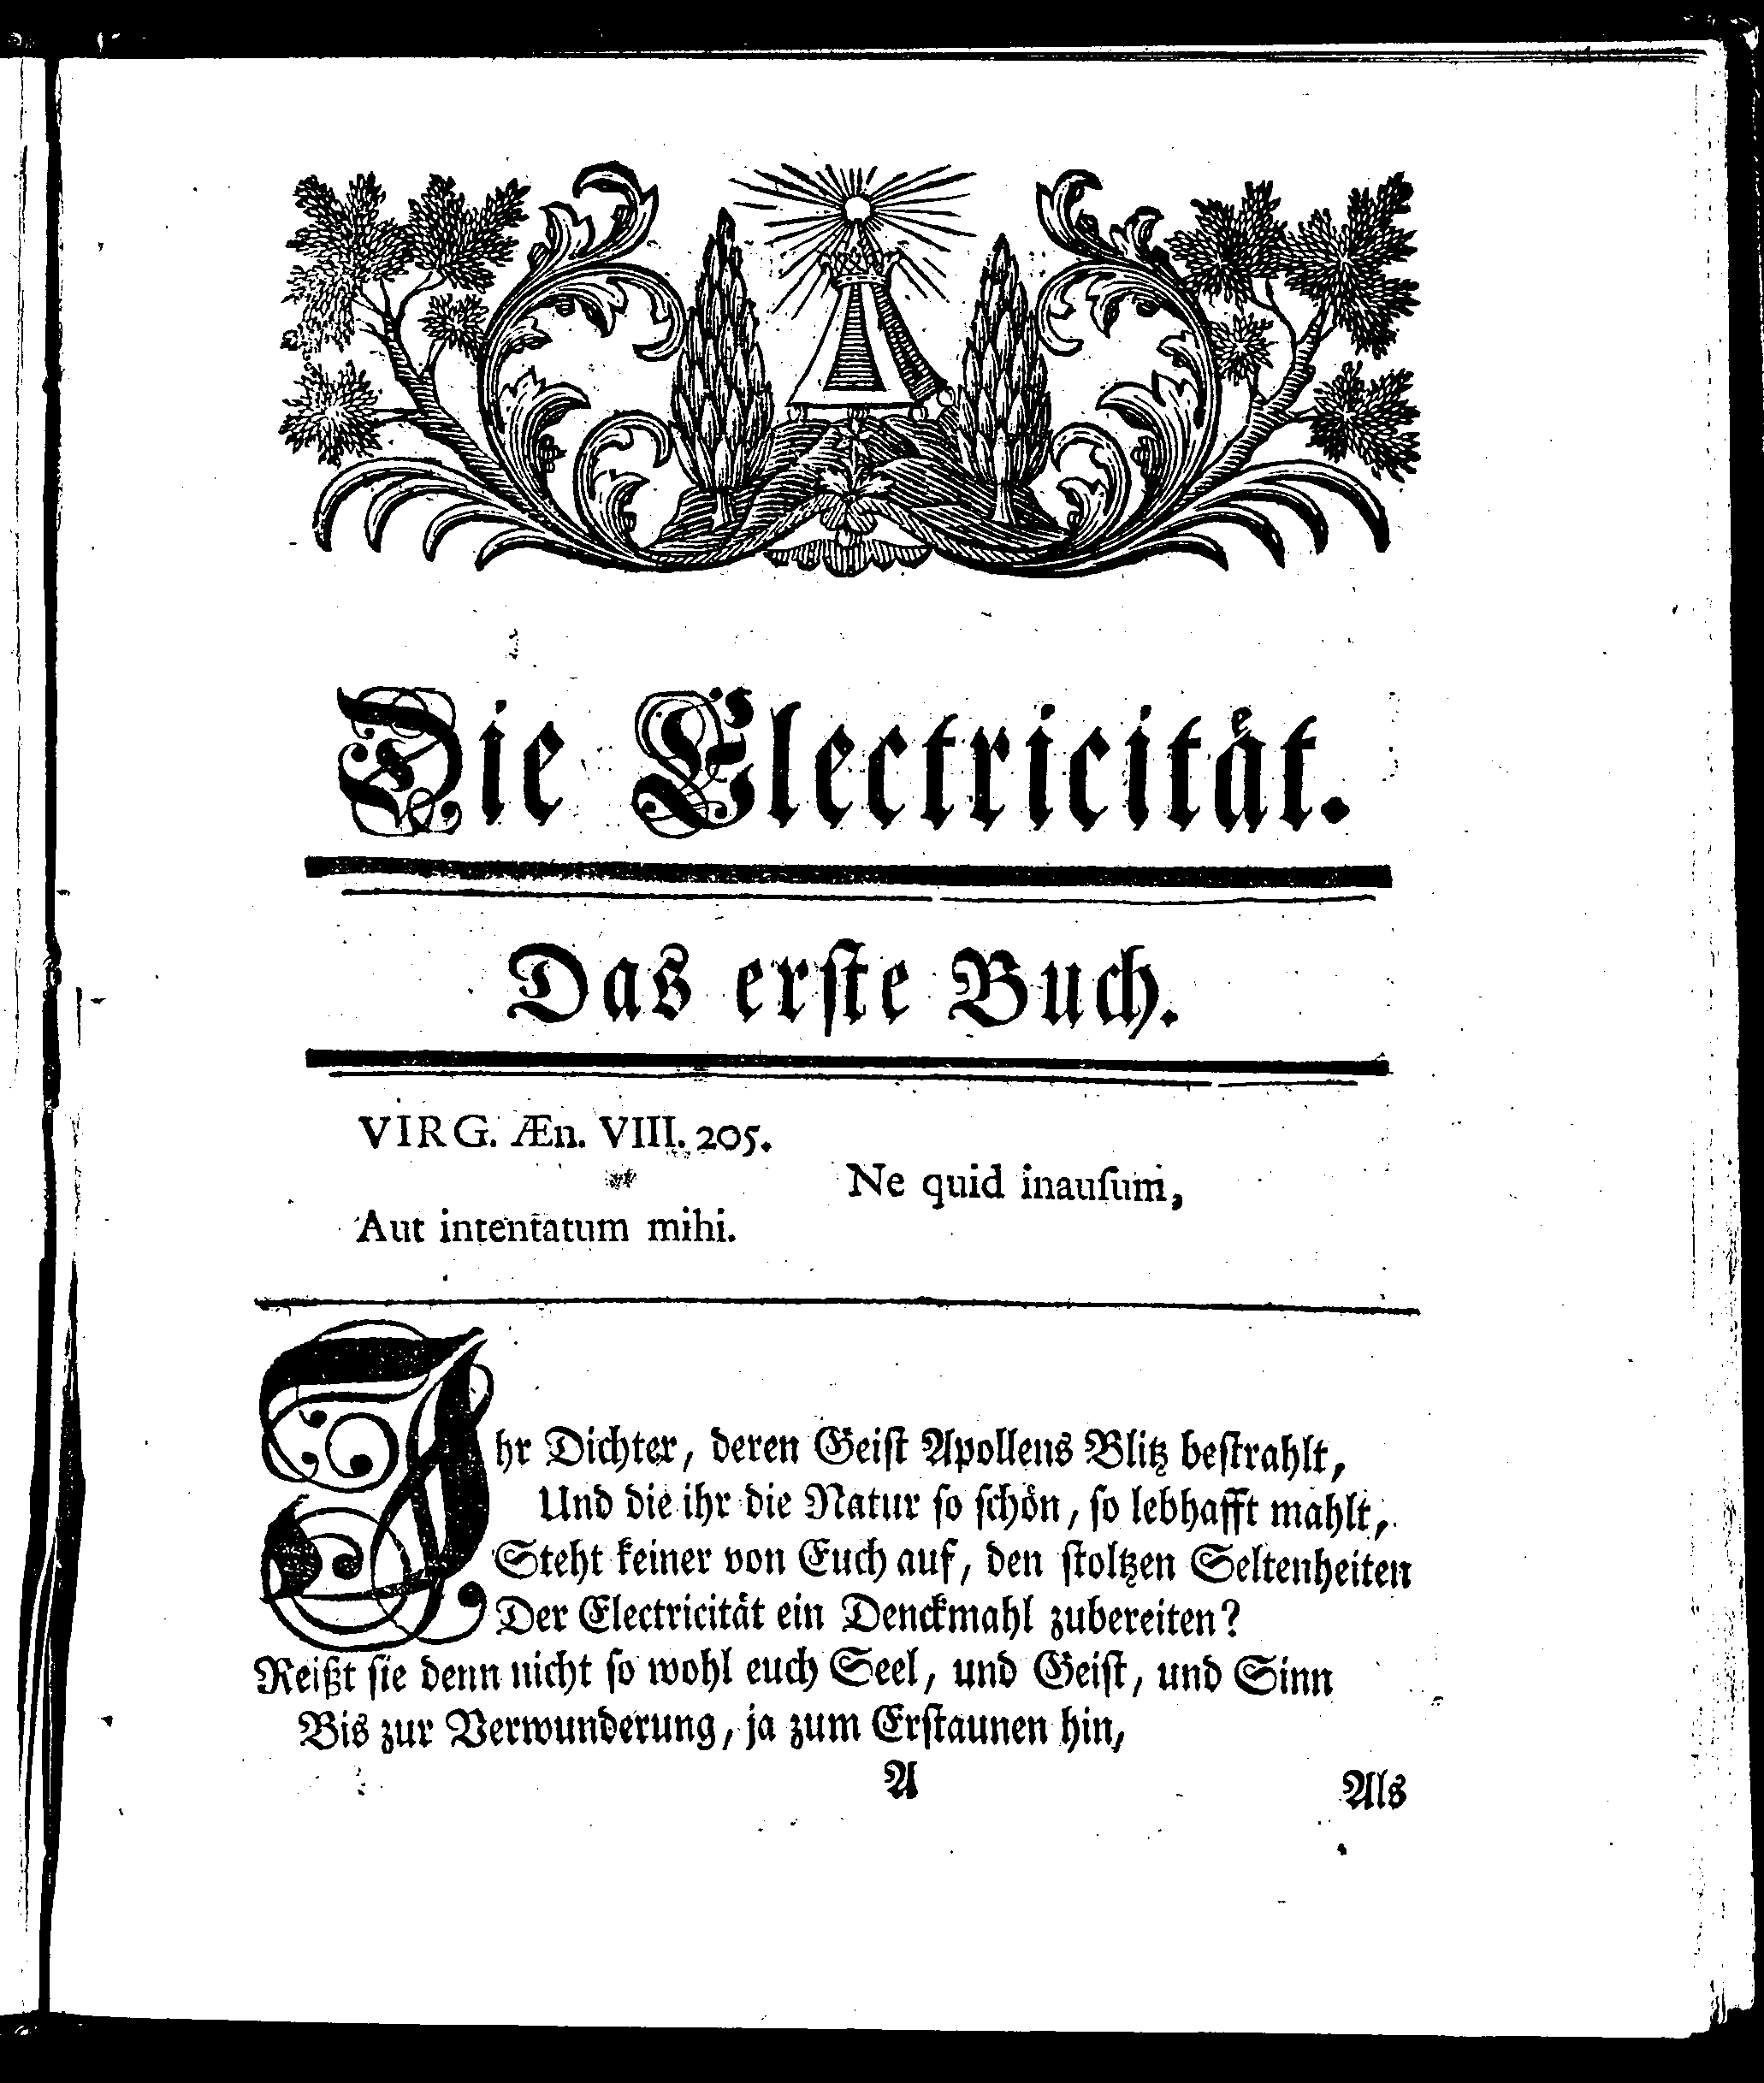 Die Electricitaͤt.
Das erſte Buch.
VIRG. Æn. VIII. 205.
Ne quid inauſum,
Aut intentatum mihi.
Ihr Dichter, deren Geiſt Apollens Blitz beſtrahlt,
Und die ihr die Natur ſo ſchoͤn, ſo lebhafft mahlt,
Steht keiner von Euch auf, den ſtoltzen Seltenheiten
Der Electricitaͤt ein Denckmahl zubereiten?
Reißt ſie denn nicht ſo wohl euch Seel, und Geiſt, und Sinn
Bis zur Verwunderung, ja zum Erſtaunen hin,
A
Als